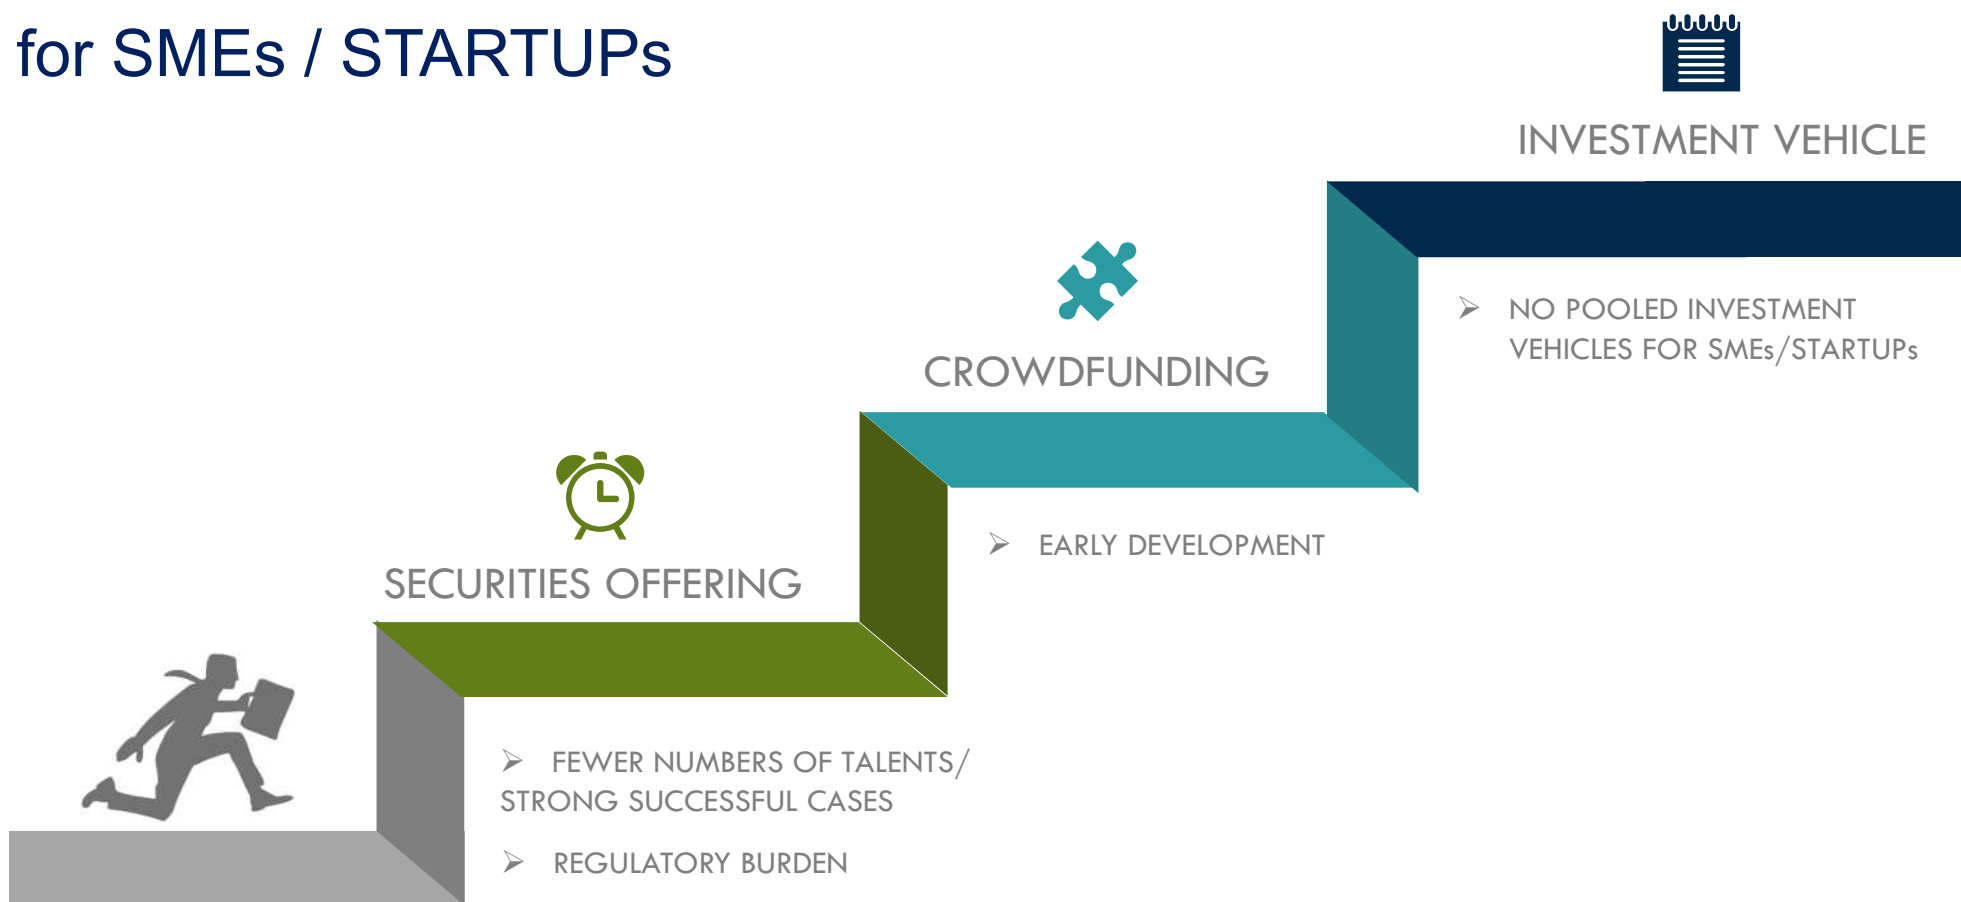 for SMEs / STARTUPs
INVESTMENT VEHICLE
➢ NO POOLED INVESTMENT
VEHICLES FOR SMEs/STARTUPs
CROWDFUNDING
➢ EARLY DEVELOPMENT
SECURITIES OFFERING
➢ FEWER NUMBERS OF TALENTS/
STRONG SUCCESSFUL CASES
➢ REGULATORY BURDEN